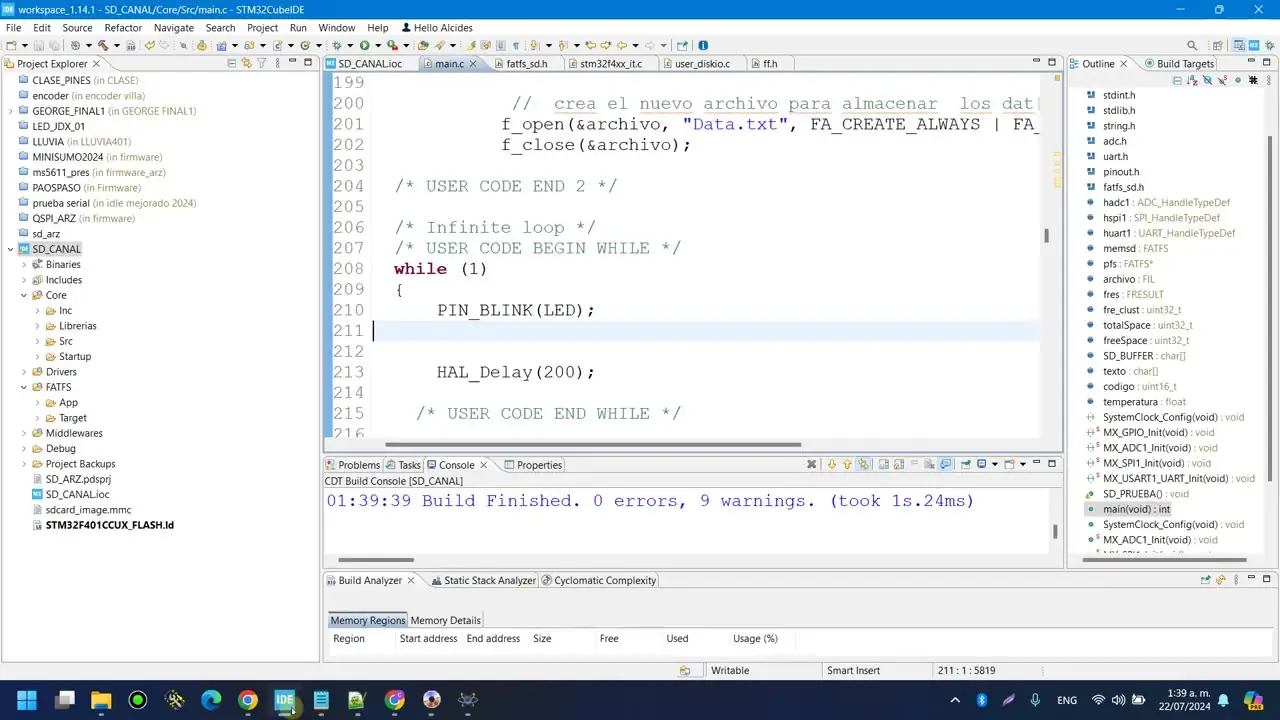 workspace_1.14.1 - SD_CANAL/Core/Src/main.c - STM32CubeIDE
File Edit Source Refactor Navigate Search Project Run Window Help Hello Alcides
Project Explorer
CLASE_PINES (in CLASE)
encoder (in encoder villa)
GEORGE_FINAL1 (in GEORGE FINAL1)
LED_JDX_01
LLUVIA (in LLUVIA401)
MINISUMO2024 (in firmware)
ms5611_pres (in firmware_arz)
PAOSPASO (in Firmware)
prueba serial (in idle mejorado 2024)
QSPI_ARZ (in firmware)
sd_arz
SD_CANAL
Binaries
Includes
Core
Inc
Librerias
Src
Startup
Drivers
FATFS
App
Target
Middlewares
Debug
Project Backups
SD_ARZ.pdsprj
SD_CANAL.ioc
sdcard_image.mmc
STM32F401CCUX_FLASH.ld
SD_CANAL.ioc main.c fatfs_sd.h stm32f4xx_it.c user_diskio.c ff.h
199
200 // crea el nuevo archivo para almacenar los dat
201 f_open(&archivo, "Data.txt", FA_CREATE_ALWAYS | FA_
202 f_close(&archivo);
203
204 /* USER CODE END 2 */
205
206 /* Infinite loop */
207 /* USER CODE BEGIN WHILE */
208 while (1)
209 {
210 PIN_BLINK(LED);
211
212
213 HAL_Delay(200);
214
215 /* USER CODE END WHILE */
216
Problems Tasks Console Properties
CDT Build Console [SD_CANAL]
01:39:39 Build Finished. 0 errors, 9 warnings. (took 1s.24ms)
Build Analyzer Static Stack Analyzer Cyclomatic Complexity
Memory Regions Memory Details
Region Start address End address Size Free Used Usage (%)
Outline Build Targets
stdint.h
stdlib.h
string.h
adc.h
uart.h
pinout.h
fatfs_sd.h
hadc1 : ADC_HandleTypeDef
hspi1 : SPI_HandleTypeDef
huart1 : UART_HandleTypeDef
memsd : FATFS
pfs : FATFS*
archivo : FIL
fres : FRESULT
fre_clust : uint32_t
totalSpace : uint32_t
freeSpace : uint32_t
SD_BUFFER : char[]
texto : char[]
codigo : uint16_t
temperatura : float
SystemClock_Config(void) : void
MX_GPIO_Init(void) : void
MX_ADC1_Init(void) : void
MX_SPI1_Init(void) : void
MX_USART1_UART_Init(void) : void
SD_PRUEBA() : void
main(void) : int
SystemClock_Config(void) : void
MX_ADC1_Init(void) : void
MX_SPI1_Init(void) : void
Writable Smart Insert 211 : 1 : 5819
IDE
ENG
1:39 a. m.
22/07/2024